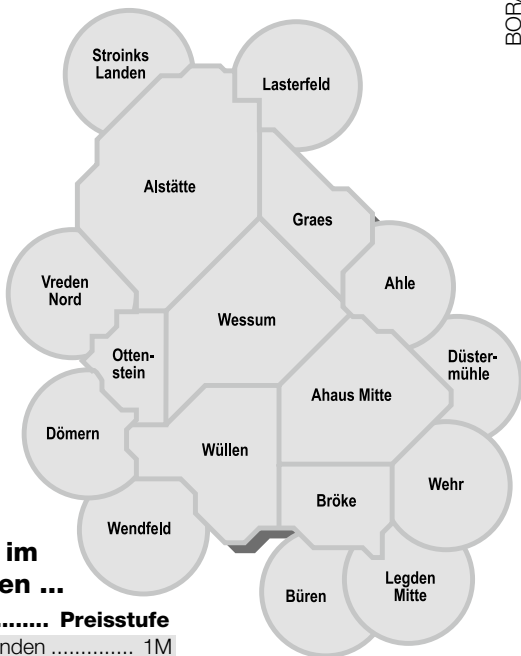 BORA
Stroinks
Landen
Lasterfeld
Alstätte
Graes
Vreden
Nord
Ahle
Wessum
Otten-
stein
Düster-
mühle
Ahaus Mitte
Dömern
Wüllen
Wehr
Bröke
Wendfeld
Legden
Mitte
Büren
im
en ...
........ Preisstufe
nden ............. 1M